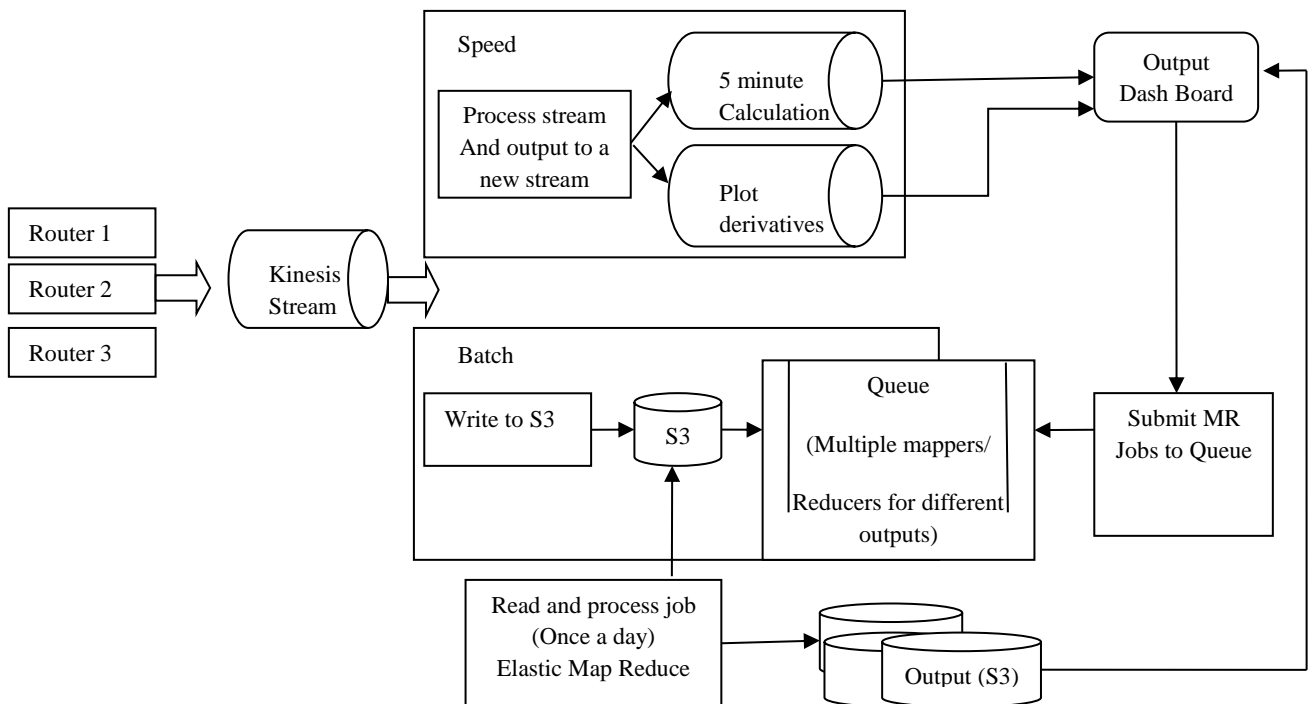 Speed
5 minute
Calculation
Process stream
And output to a
new stream
Plot
derivatives
Output
Dash Board
Router 1
Router 2
Router 3
Kinesis
Stream
Batch
Write to S3
S3
Queue
(Multiple mappers/
Reducers for different
outputs)
Submit MR
Jobs to Queue
Read and process job
(Once a day)
Elastic Map Reduce
Output (S3)